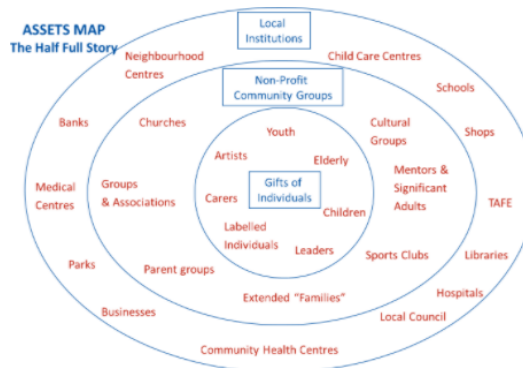 ASSETS MAP
The Half Full Story
Local
Institutions
Neighbourhood
Centres
Child Care Centres
Schools
Non-Profit
Community Groups
Banks
Churches
Cultural
Groups
Shops
Youth
Artists
Elderly
Medical
Centres
Groups
& Associations
Gifts of
Individuals
Carers
Children
Mentors &
Significant
Adults
TAFE
Labelled
Individuals
Leaders
Parks
Parent groups
Sports Clubs
Libraries
Extended "Families"
Hospitals
Businesses
Local Council
Community Health Centres